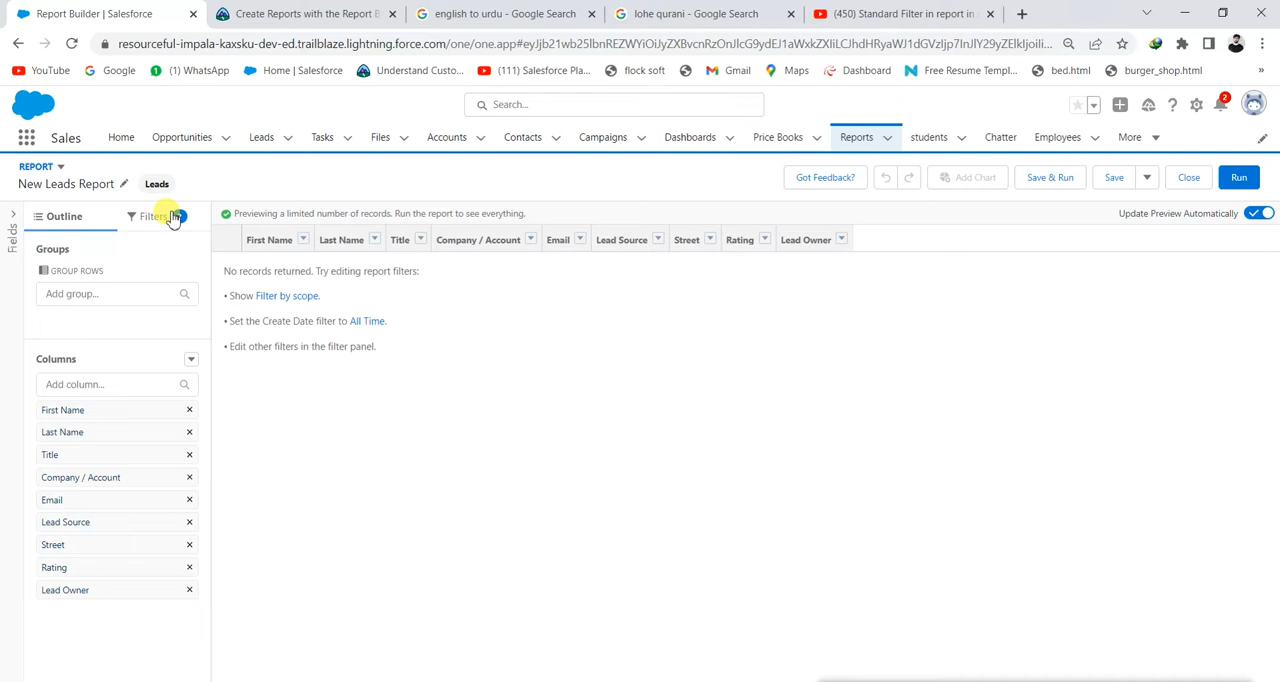 Report Builder | Salesforce
Create Reports with the Report B
english to urdu - Google Search
lohe qurani - Google Search
(450) Standard Filter in report in
YouTube
Google
(1) WhatsApp
Home | Salesforce
Understand Custo...
(111) Salesforce Pla...
flock soft
Gmail
Maps
Dashboard
Free Resume Templ...
bed.html
burger_shop.html
»
Search...
2
Sales
Home
Opportunities
Leads
Tasks
Files
Accounts
Contacts
Campaigns
Dashboards
Price Books
Reports
students
Chatter
Employees
More
REPORT
New Leads Report
Leads
Got Feedback?
Add Chart
Save & Run
Save
Close
Run
Fields
Outline
Filters
Previewing a limited number of records. Run the report to see everything.
Update Preview Automatically
Groups
GROUP ROWS
Add group...
First Name
Last Name
Title
Company / Account
Email
Lead Source
Street
Rating
Lead Owner
No records returned. Try editing report filters:
• Show Filter by scope.
• Set the Create Date filter to All Time.
• Edit other filters in the filter panel.
Columns
Add column...
First Name
Last Name
Title
Company / Account
Email
Lead Source
Street
Rating
Lead Owner